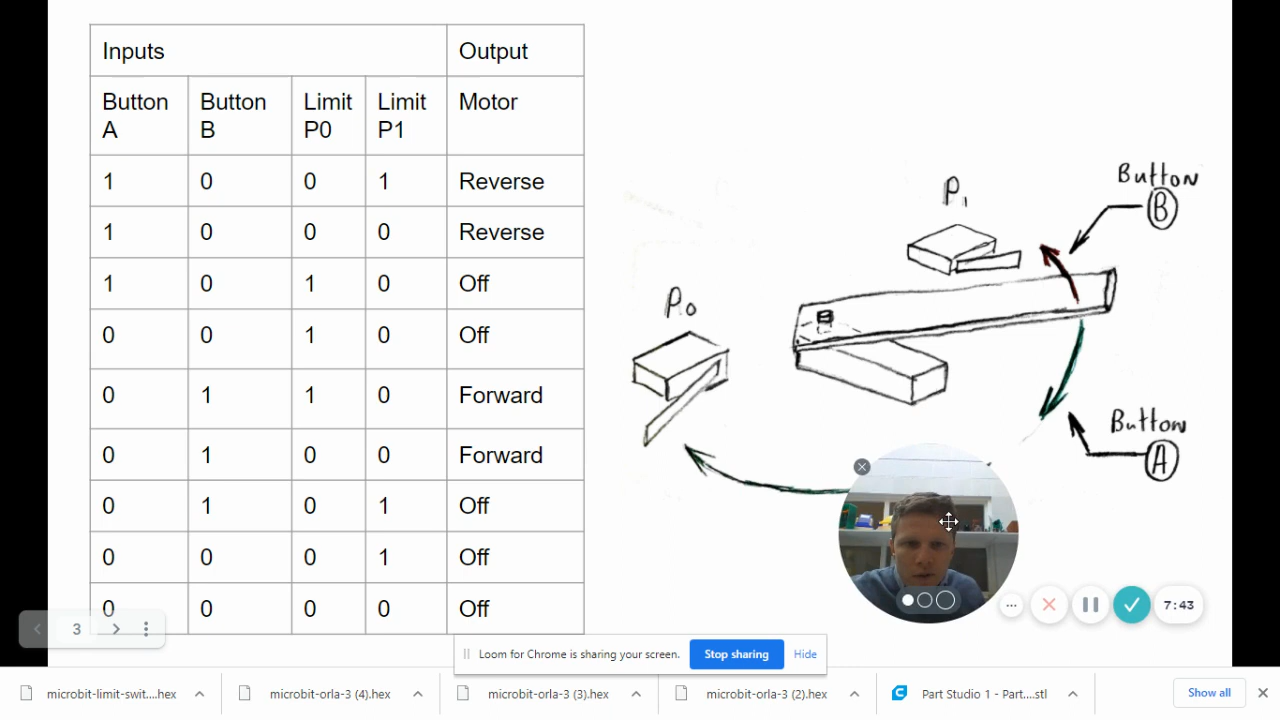 Inputs Output
Button A Button B Limit P0 Limit P1 Motor
1 0 0 1 Reverse
1 0 0 0 Reverse
1 0 1 0 Off
0 0 1 0 Off
0 1 1 0 Forward
0 1 0 0 Forward
0 1 0 1 Off
0 0 0 1 Off
0 0 0 0 Off
Button
B
P1
P0
Button
A
7:43
3
Loom for Chrome is sharing your screen. Stop sharing Hide
microbit-limit-swit....hex microbit-orla-3 (4).hex microbit-orla-3 (3).hex microbit-orla-3 (2).hex Part Studio 1 - Part....stl Show all